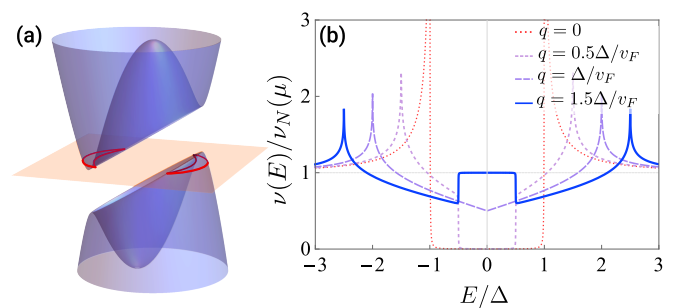 (a)
(b)
q = 0
q = 0.5Δ/v_F
q = Δ/v_F
q = 1.5Δ/v_F
ν(E)/ν_N(μ)
3
2
1
0
−3 −2 −1 0 1 2 3
E/Δ